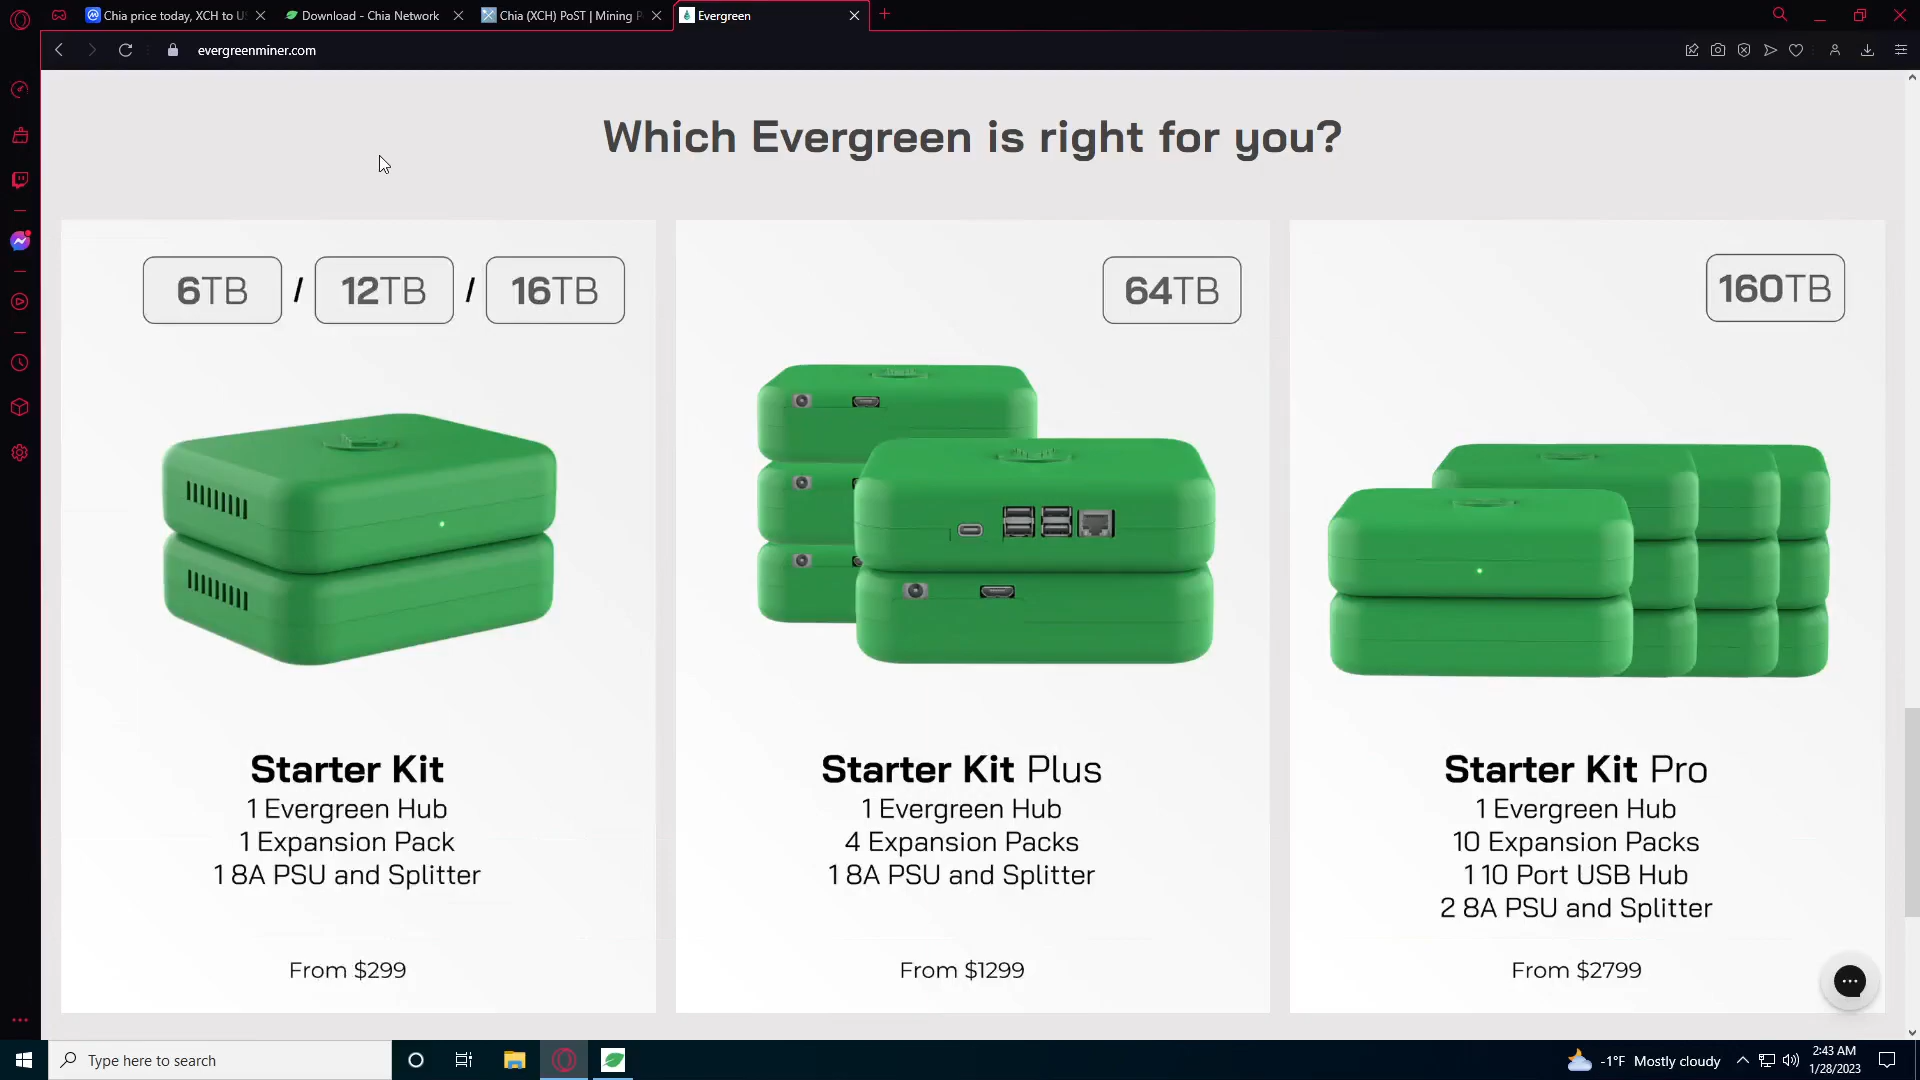 Chia price today, XCH to US
Download - Chia Network
Chia (XCH) PoST | Mining P
Evergreen
evergreenminer.com
Which Evergreen is right for you?
6TB / 12TB / 16TB
64TB
160TB
Starter Kit
1 Evergreen Hub
1 Expansion Pack
1 8A PSU and Splitter
From $299
Starter Kit Plus
1 Evergreen Hub
4 Expansion Packs
1 8A PSU and Splitter
From $1299
Starter Kit Pro
1 Evergreen Hub
10 Expansion Packs
1 10 Port USB Hub
2 8A PSU and Splitter
From $2799
Type here to search
-1°F Mostly cloudy
2:43 AM
1/28/2023